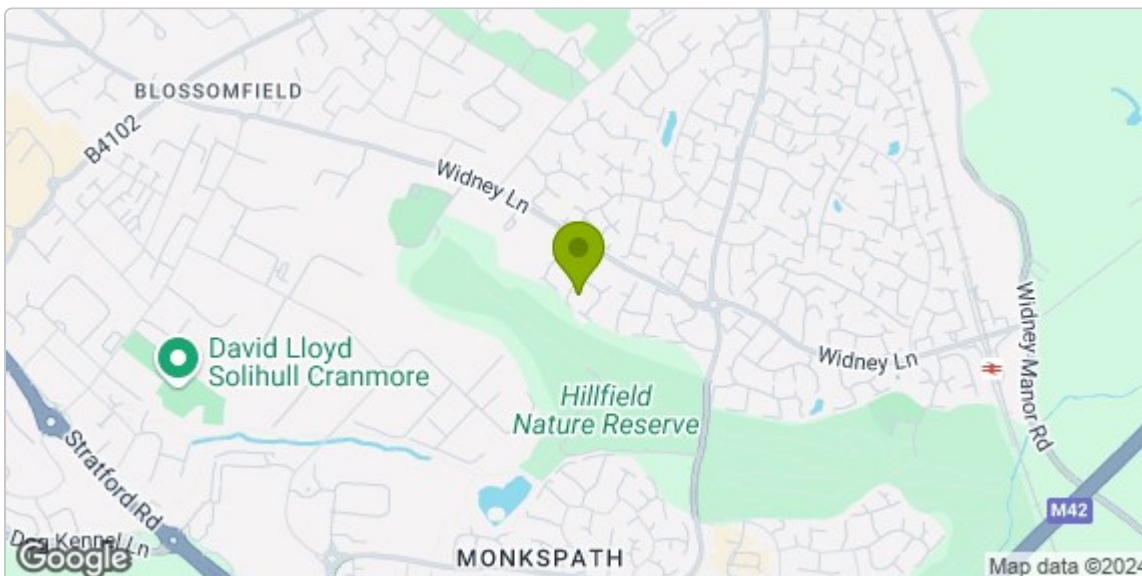 BLOSSOMFIELD
B4102
Widney Ln
David Lloyd
Solihull Cranmore
Widney Ln
Widney Manor Rd
Hillfield
Nature Reserve
Stratford Rd
M42
Dog Kennel Ln
Google
MONKSPATH
Map data ©2024